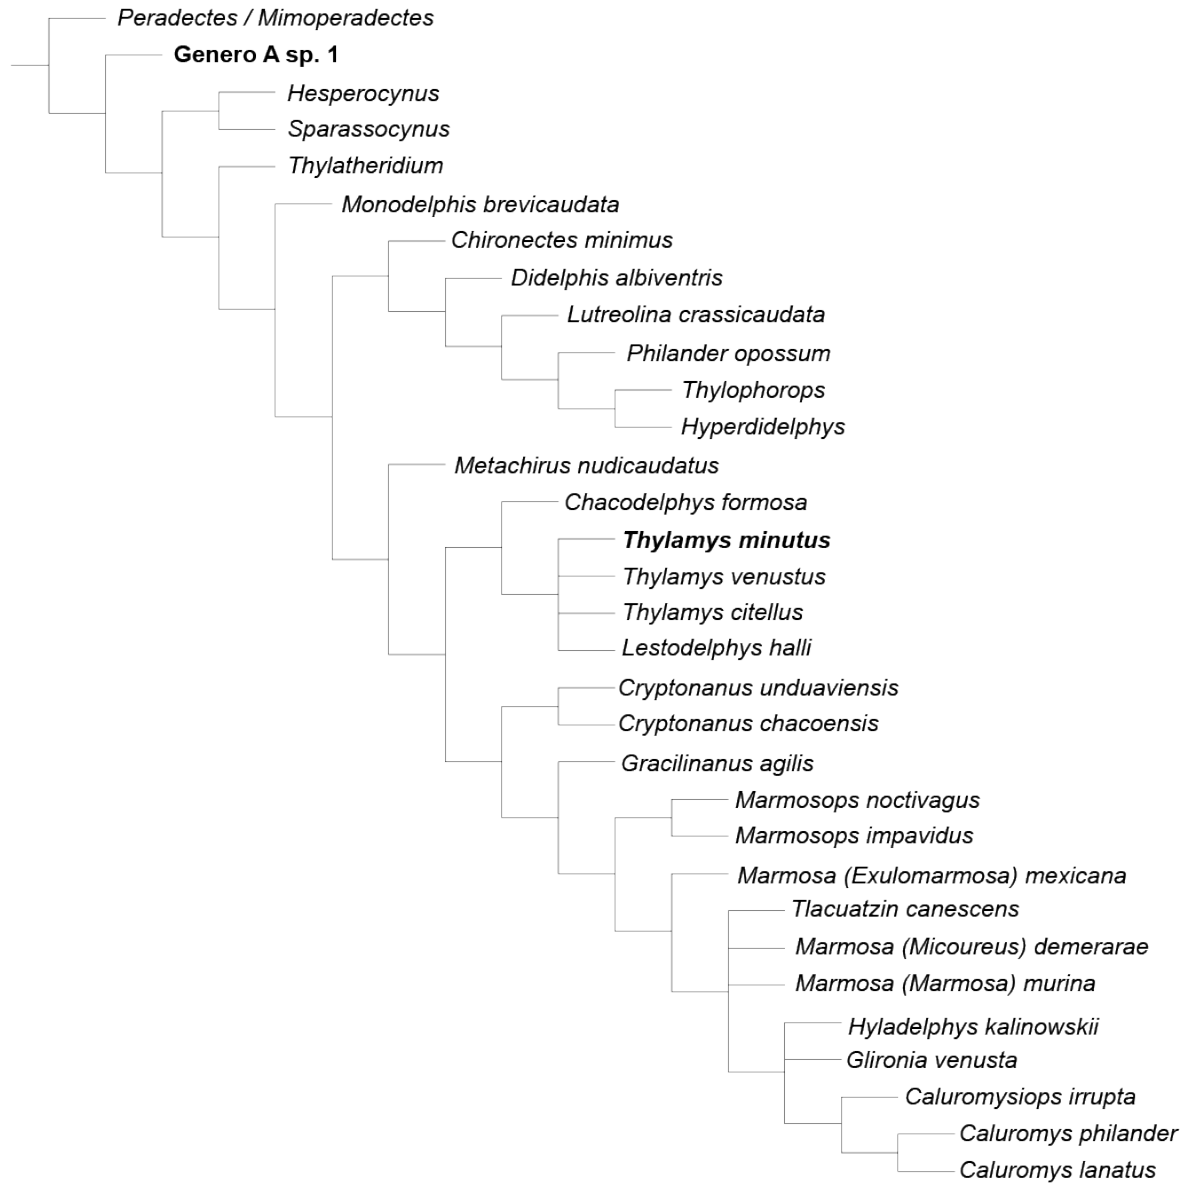 Peradectes / Mimoperadectes
Genero A sp. 1
Hesperocynus
Sparassocynus
Thylatheridium
Monodelphis brevicaudata
Chironectes minimus
Didelphis albiventris
Lutreolina crassicaudata
Philander opossum
Thylophorops
Hyperdidelphys
Metachirus nudicaudatus
Chacodelphys formosa
Thylamys minutus
Thylamys venustus
Thylamys citellus
Lestodelphys halli
Cryptonanus unduaviensis
Cryptonanus chacoensis
Gracilinanus agilis
Marmosops noctivagus
Marmosops impavidus
Marmosa (Exulomarmosa) mexicana
Tlacuatzin canescens
Marmosa (Micoureus) demerarae
Marmosa (Marmosa) murina
Hyladelphys kalinowskii
Glironia venusta
Caluromysiops irrupta
Caluromys philander
Caluromys lanatus